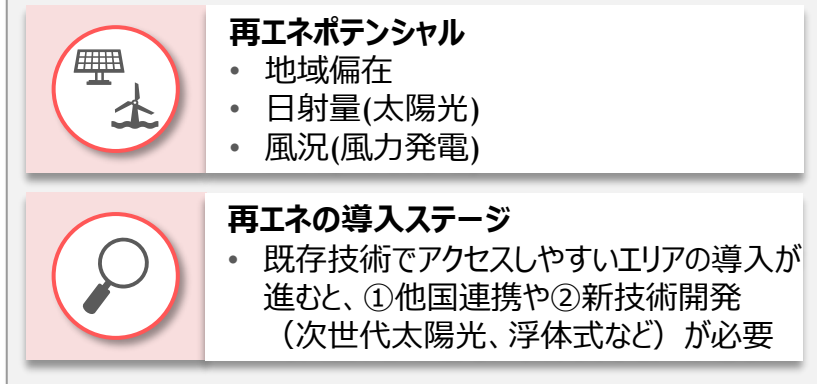 再エネポテンシャル
• 地域偏在
• 日射量(太陽光)
• 風況(風力発電)
再エネの導入ステージ
• 既存技術でアクセスしやすいエリアの導入が
進むと、①他国連携や②新技術開発
（次世代太陽光、浮体式など）が必要